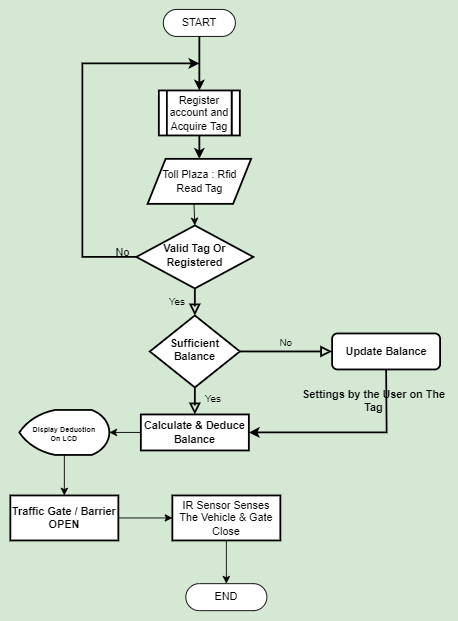 START
Register
account and
Acquire Tag
Toll Plaza : Rfid
Read Tag
Valid Tag Or
Registered
No
Yes
Sufficient
Balance
No
Update Balance
Settings by the User on The
Tag
Yes
Calculate & Deduce
Balance
Display Deduction
On LCD
Traffic Gate / Barrier
OPEN
IR Sensor Senses
The Vehicle & Gate
Close
END